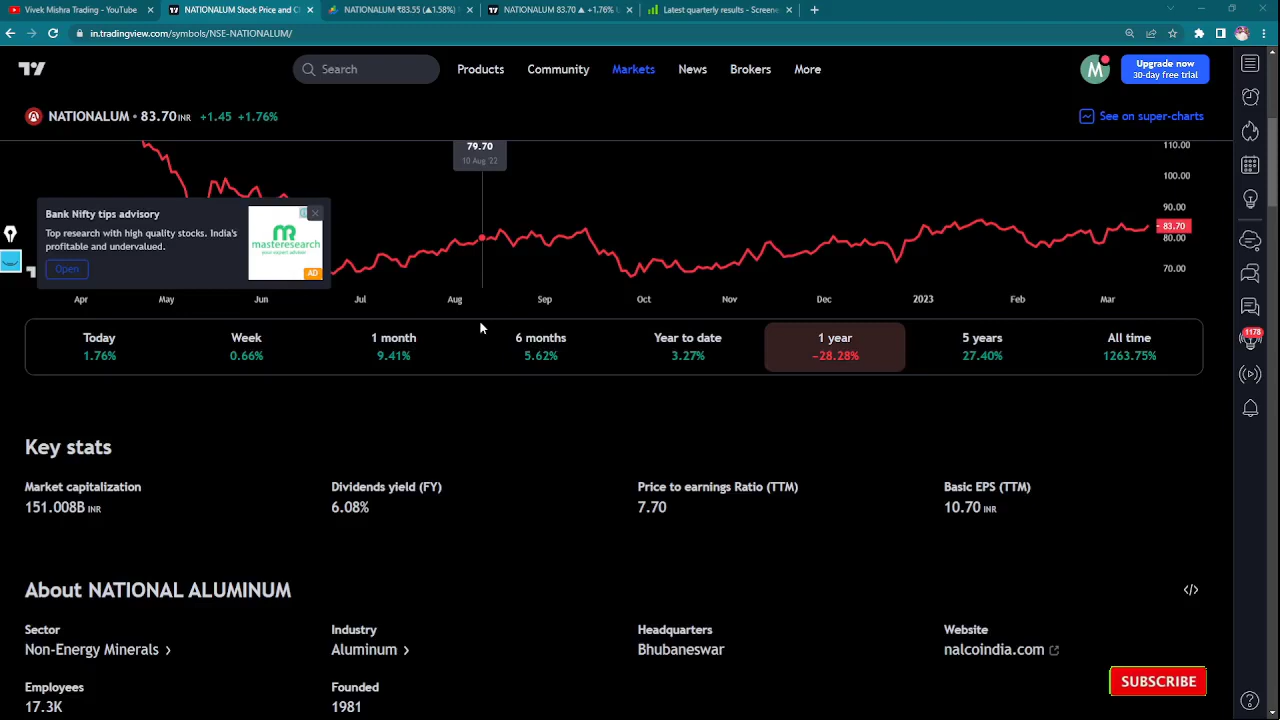 Vivek Mishra Trading - YouTube
NATIONALUM Stock Price and C
NATIONALUM ₹83.55 (▲1.58%)
NATIONALUM 83.70 ▲ +1.76%
Latest quarterly results - Screene
in.tradingview.com/symbols/NSE-NATIONALUM/
Search
Products
Community
Markets
News
Brokers
More
M
Upgrade now
30-day free trial
NATIONALUM • 83.70 INR +1.45 +1.76%
See on super-charts
79.70
10 Aug '22
110.00
100.00
90.00
83.70
80.00
70.00
Bank Nifty tips advisory
Top research with high quality stocks. India's
profitable and undervalued.
Open
mr
masteresearch
your expert advisor
AD
Apr May Jun Jul Aug Sep Oct Nov Dec 2023 Feb Mar
Today Week 1 month 6 months Year to date 1 year 5 years All time
1.76% 0.66% 9.41% 5.62% 3.27% −28.28% 27.40% 1263.75%
1178
Key stats
Market capitalization Dividends yield (FY) Price to earnings Ratio (TTM) Basic EPS (TTM)
151.008B INR 6.08% 7.70 10.70 INR
About NATIONAL ALUMINUM
Sector Industry Headquarters Website
Non-Energy Minerals Aluminum Bhubaneswar nalcoindia.com
Employees Founded
17.3K 1981
SUBSCRIBE